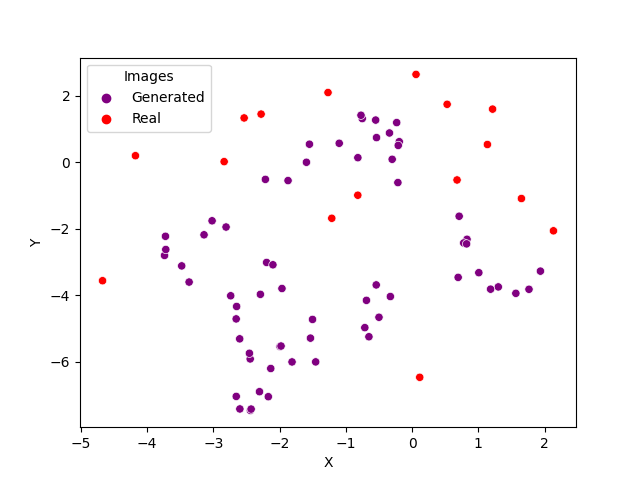 Images
Generated
Real
2
0
−2
−4
−6
Y
−5
−4
−3
−2
−1
0
1
2
X